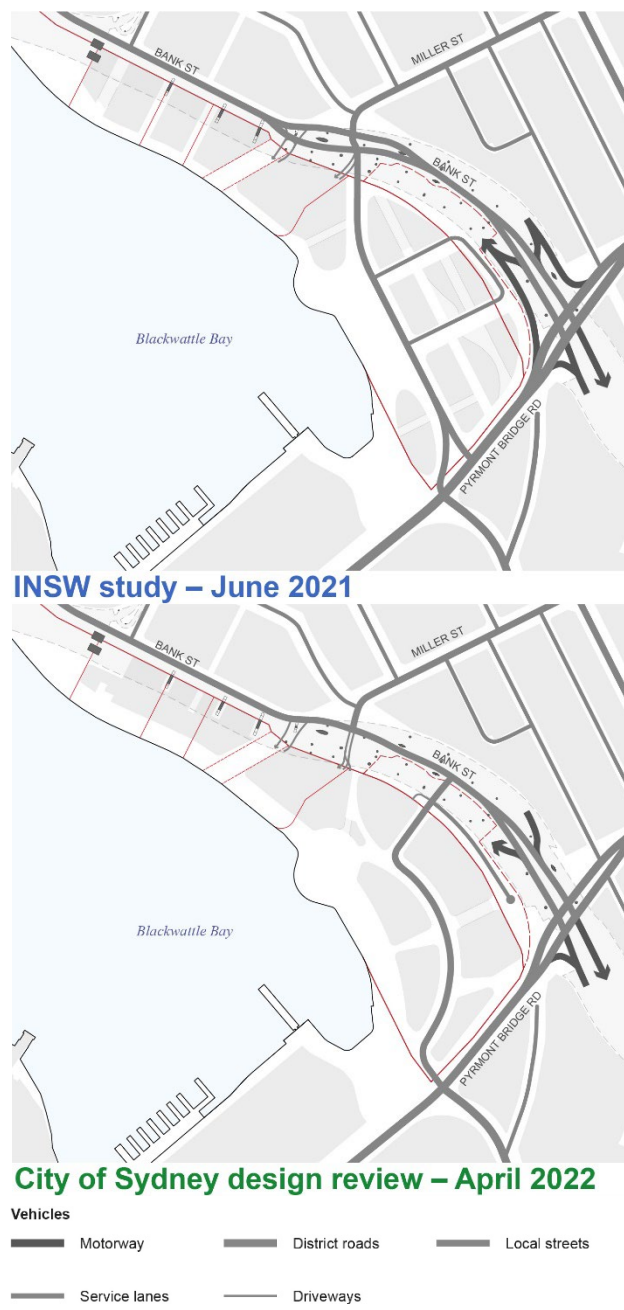 BANK ST
MILLER ST
BANK ST
Blackwattle Bay
PYRMONT BRIDGE RD
INSW study – June 2021
BANK ST
MILLER ST
BANK ST
Blackwattle Bay
PYRMONT BRIDGE RD
City of Sydney design review – April 2022
Vehicles
Motorway District roads Local streets
Service lanes Driveways